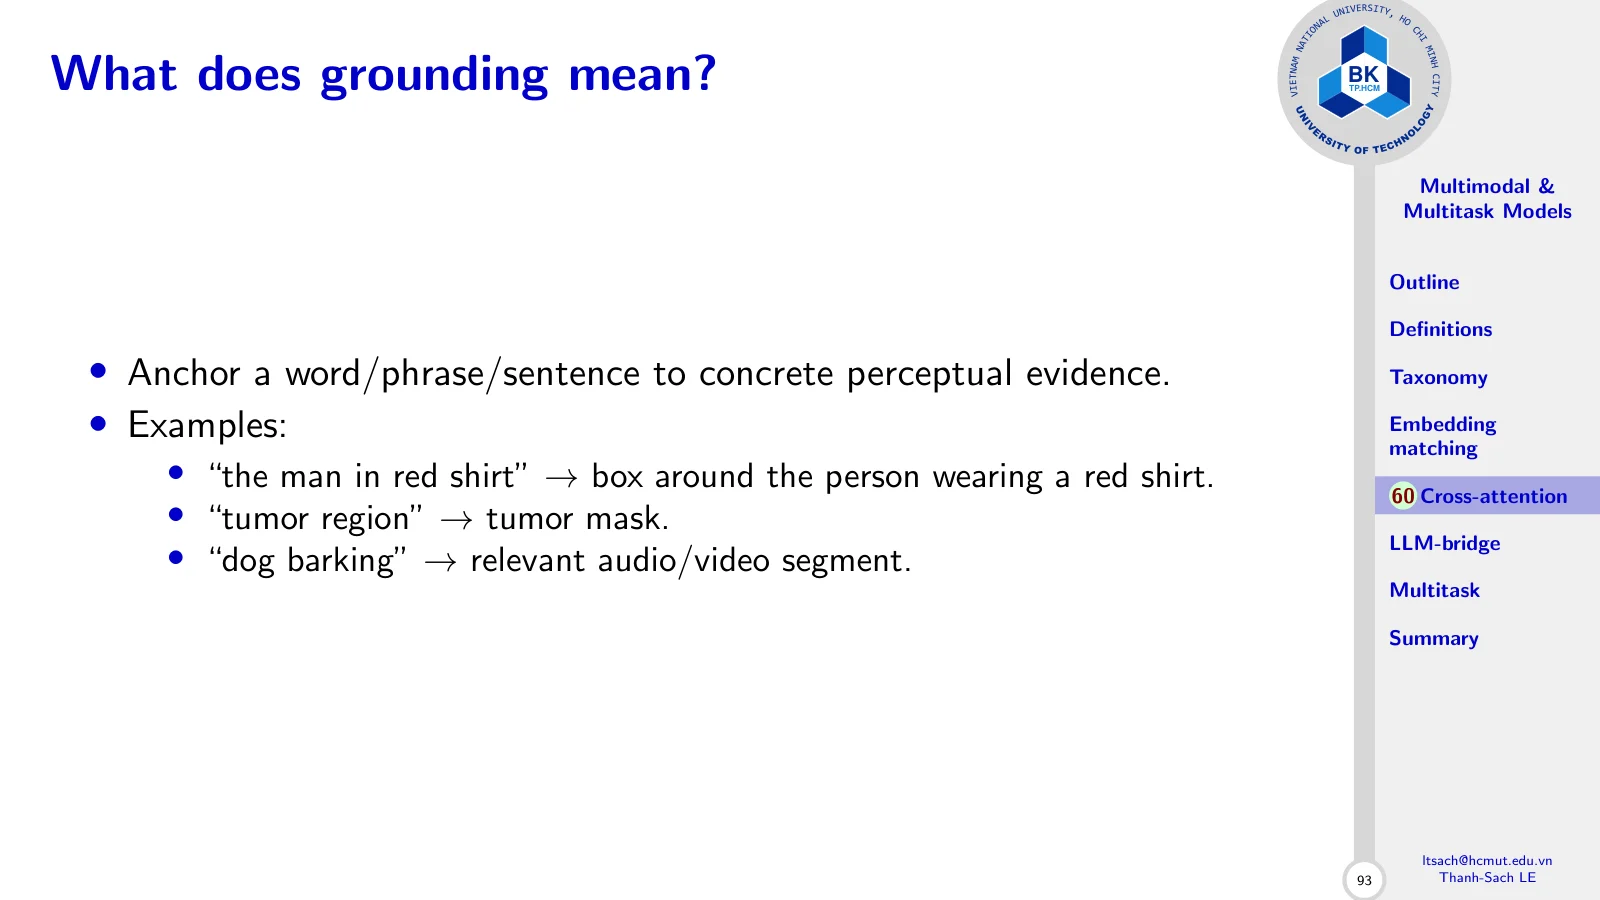 What does grounding mean?
• Anchor a word/phrase/sentence to concrete perceptual evidence.
• Examples:
• “the man in red shirt” → box around the person wearing a red shirt.
• “tumor region” → tumor mask.
• “dog barking” → relevant audio/video segment.
VIETNAM NATIONAL UNIVERSITY, HO CHI MINH CITY
BK
TP.HCM
UNIVERSITY OF TECHNOLOGY
Multimodal &
Multitask Models
Outline
Definitions
Taxonomy
Embedding
matching
60 Cross-attention
LLM-bridge
Multitask
Summary
ltsach@hcmut.edu.vn
Thanh-Sach LE
93